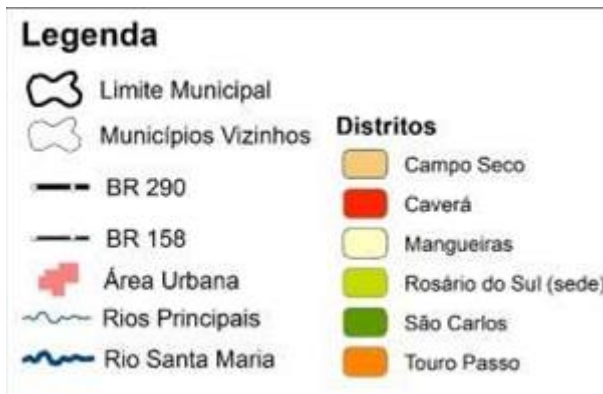 Legenda
Limite Municipal
Municípios Vizinhos
BR 290
BR 158
Área Urbana
Rios Principais
Rio Santa Maria
Distritos
Campo Seco
Caverá
Mangueiras
Rosário do Sul (sede)
São Carlos
Touro Passo